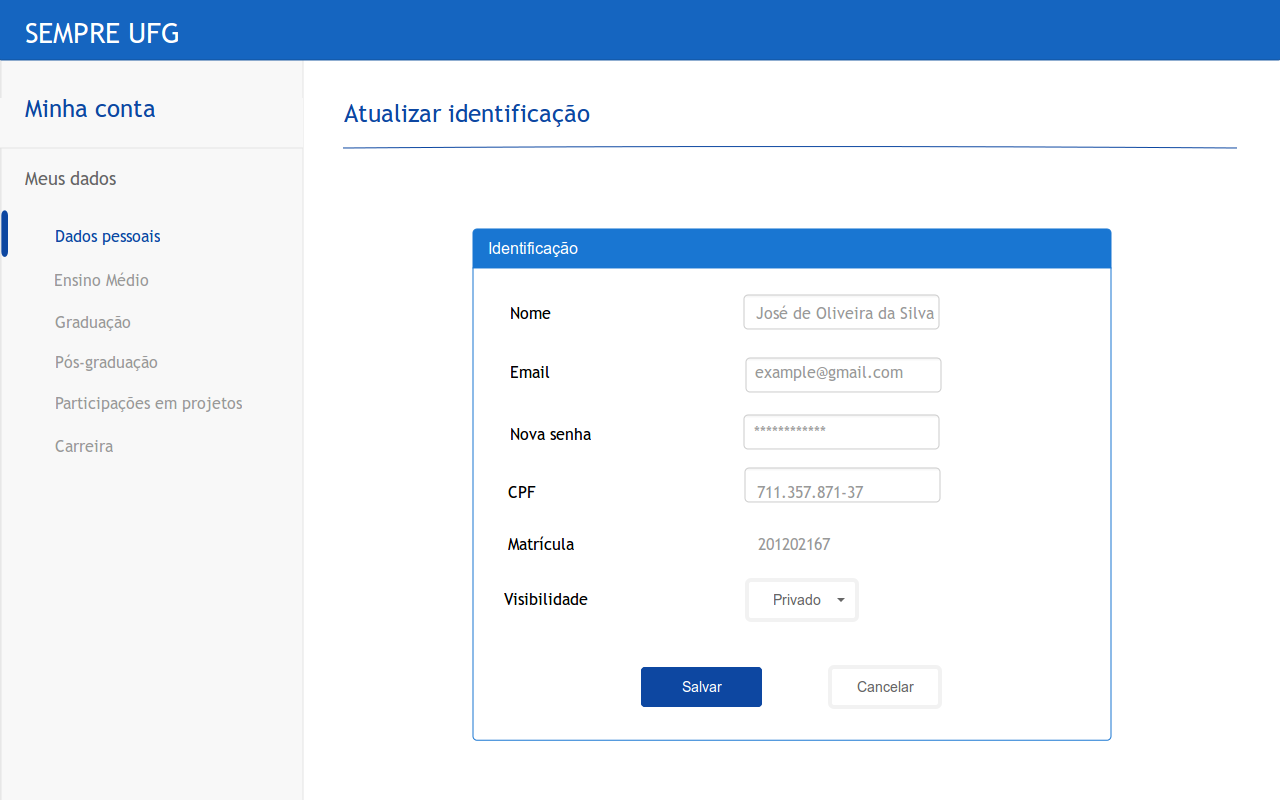 SEMPRE UFG
Minha conta
Meus dados
Dados pessoais
Ensino Médio
Graduação
Pós-graduação
Participações em projetos
Carreira
Atualizar identificação
Identificação
Nome José de Oliveira da Silva
Email example@gmail.com
Nova senha ************
CPF 711.357.871-37
Matrícula 201202167
Visibilidade Privado
Salvar Cancelar